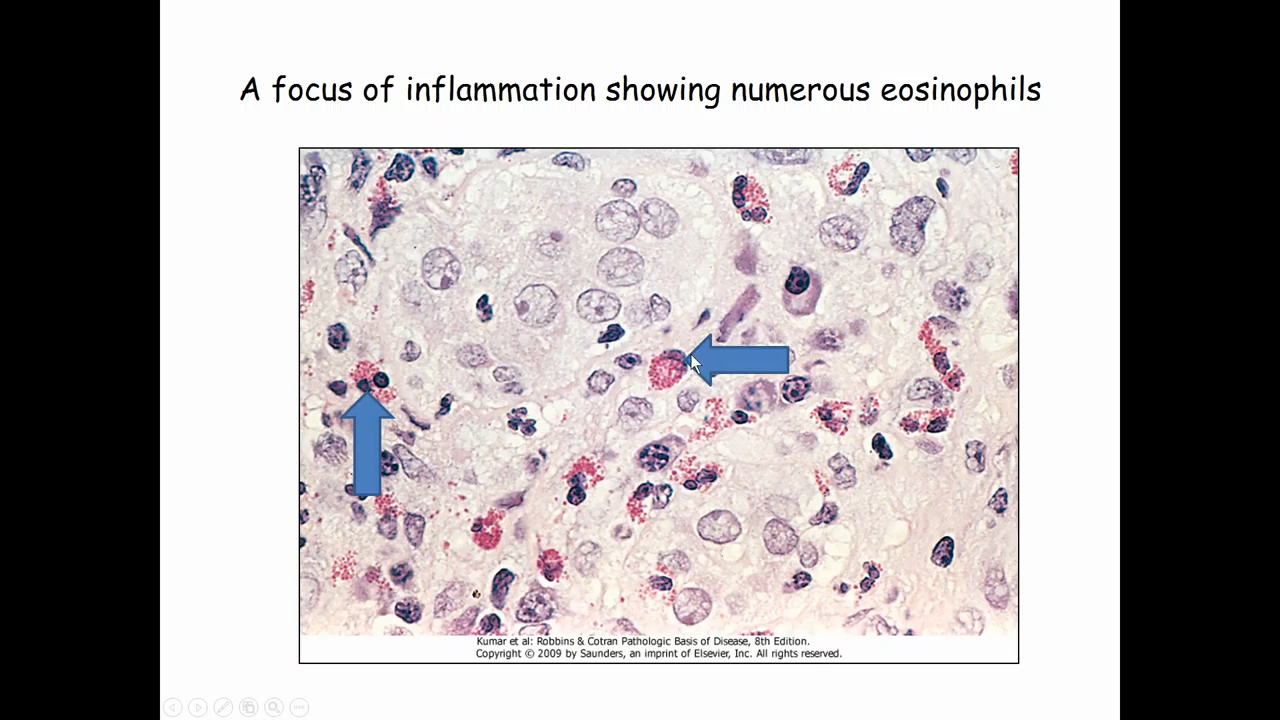 A focus of inflammation showing numerous eosinophils
Kumar et al: Robbins & Cotran Pathologic Basis of Disease, 8th Edition.
Copyright © 2009 by Saunders, an imprint of Elsevier, Inc. All rights reserved.